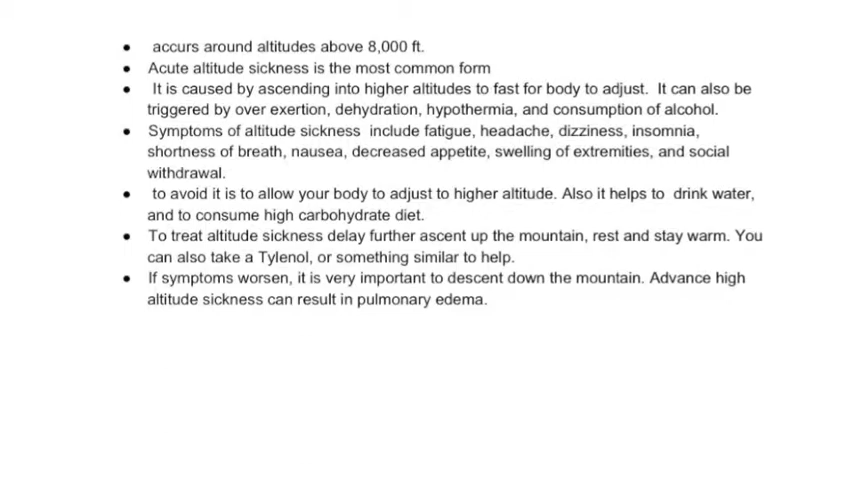 ● accurs around altitudes above 8,000 ft.
● Acute altitude sickness is the most common form
● It is caused by ascending into higher altitudes to fast for body to adjust. It can also be
triggered by over exertion, dehydration, hypothermia, and consumption of alcohol.
● Symptoms of altitude sickness include fatigue, headache, dizziness, insomnia,
shortness of breath, nausea, decreased appetite, swelling of extremities, and social
withdrawal.
● to avoid it is to allow your body to adjust to higher altitude. Also it helps to drink water,
and to consume high carbohydrate diet.
● To treat altitude sickness delay further ascent up the mountain, rest and stay warm. You
can also take a Tylenol, or something similar to help.
● If symptoms worsen, it is very important to descent down the mountain. Advance high
altitude sickness can result in pulmonary edema.